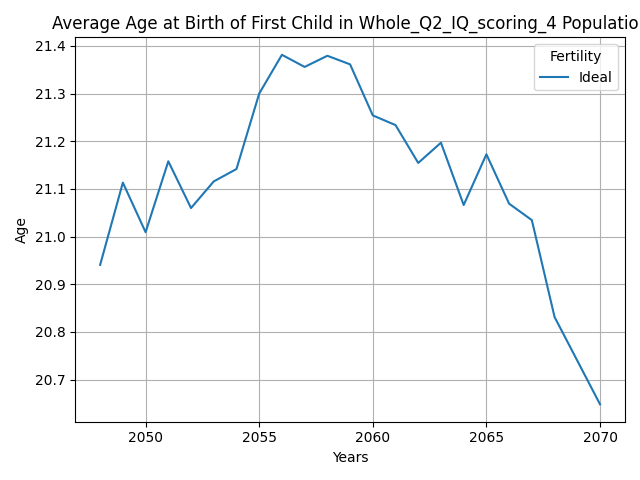 Average Age at Birth of First Child in Whole_Q2_IQ_scoring_4 Populatio
21.4
21.3
21.2
21.1
21.0
20.9
20.8
20.7
Age
Fertility
Ideal
2050 2055 2060 2065 2070
Years